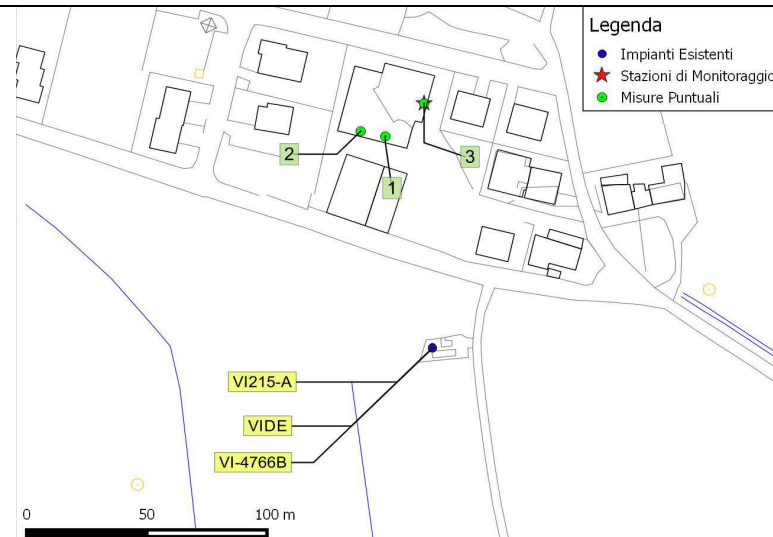 Legenda
Impianti Esistenti
Stazioni di Monitoraggio
Misure Puntuali
2
1
3
VI215-A
VIDE
VI-4766B
0 50 100 m